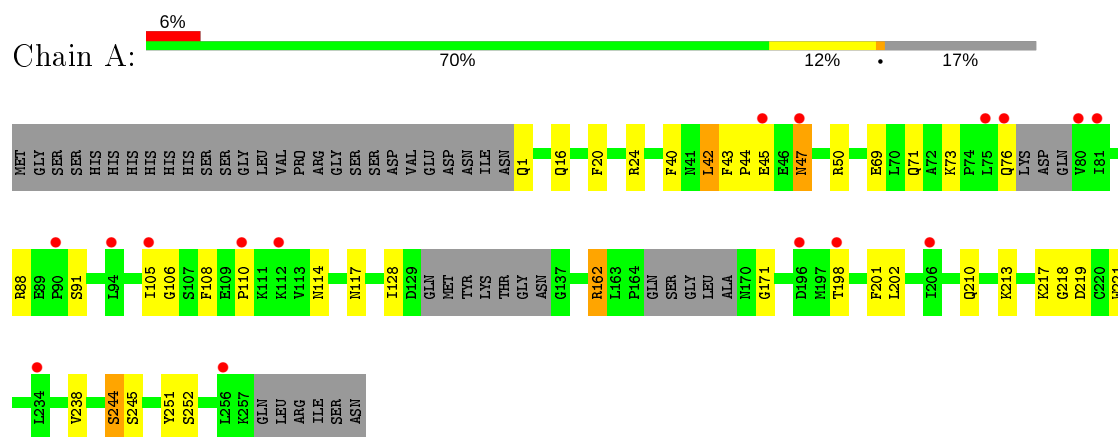 6%
Chain A:
70% 12% • 17%
MET GLY SER SER HIS HIS HIS HIS HIS HIS SER SER GLY LEU VAL PRO ARG GLY SER SER ASP VAL GLU ASP ASN ILE ASN Q1 Q16 F20 R24 F40 N41 L42 F43 P44 E45 E46 N47 R50 E69 L70 Q71 A72 K73 P74 L75 Q76 LYS ASP GLN V80 I81
R88 E89 P90 S91 L94 I105 G106 S107 F108 E109 P110 K111 K112 V113 N114 N117 I128 D129 GLN MET TYR LYS THR GLY ASN G137 R162 L163 P164 GLN SER GLY LEU ALA N170 G171 D196 M197 T198 F201 L202 I206 Q210 K213 K217 G218 D219 C220 W221
L234 V238 S244 S245 Y251 S252 L256 K257 GLN LEU ARG ILE SER ASN